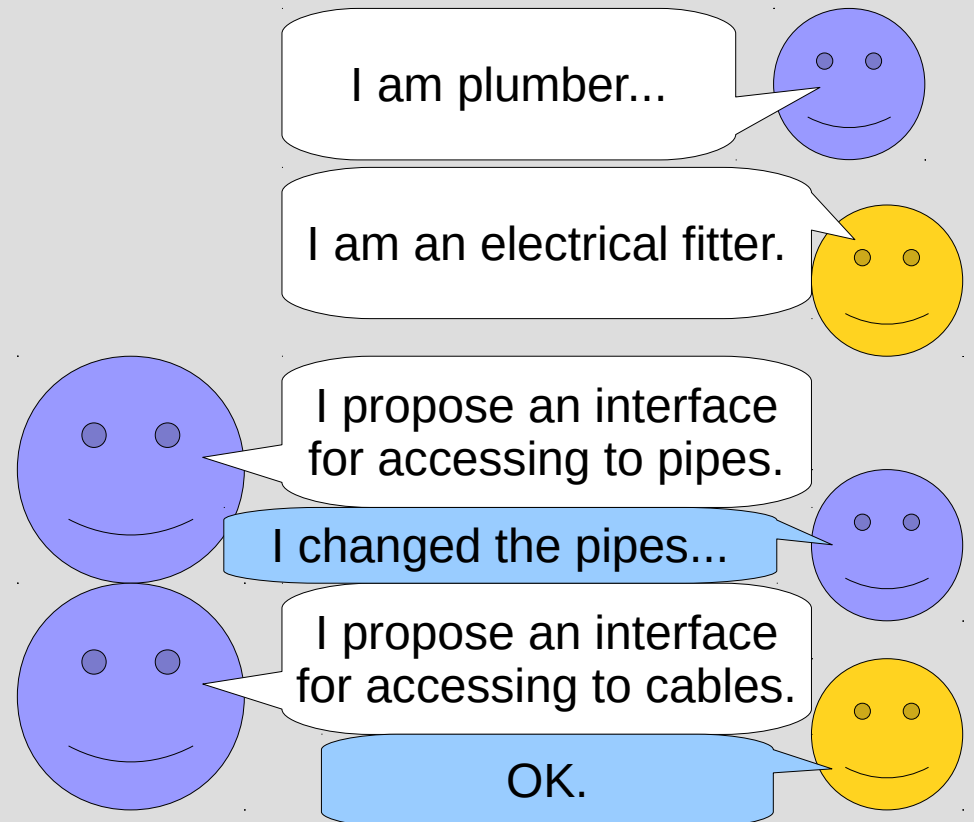 I am plumber...
I am an electrical fitter.
I propose an interface
for accessing to pipes.
I changed the pipes...
I propose an interface
for accessing to cables.
OK.